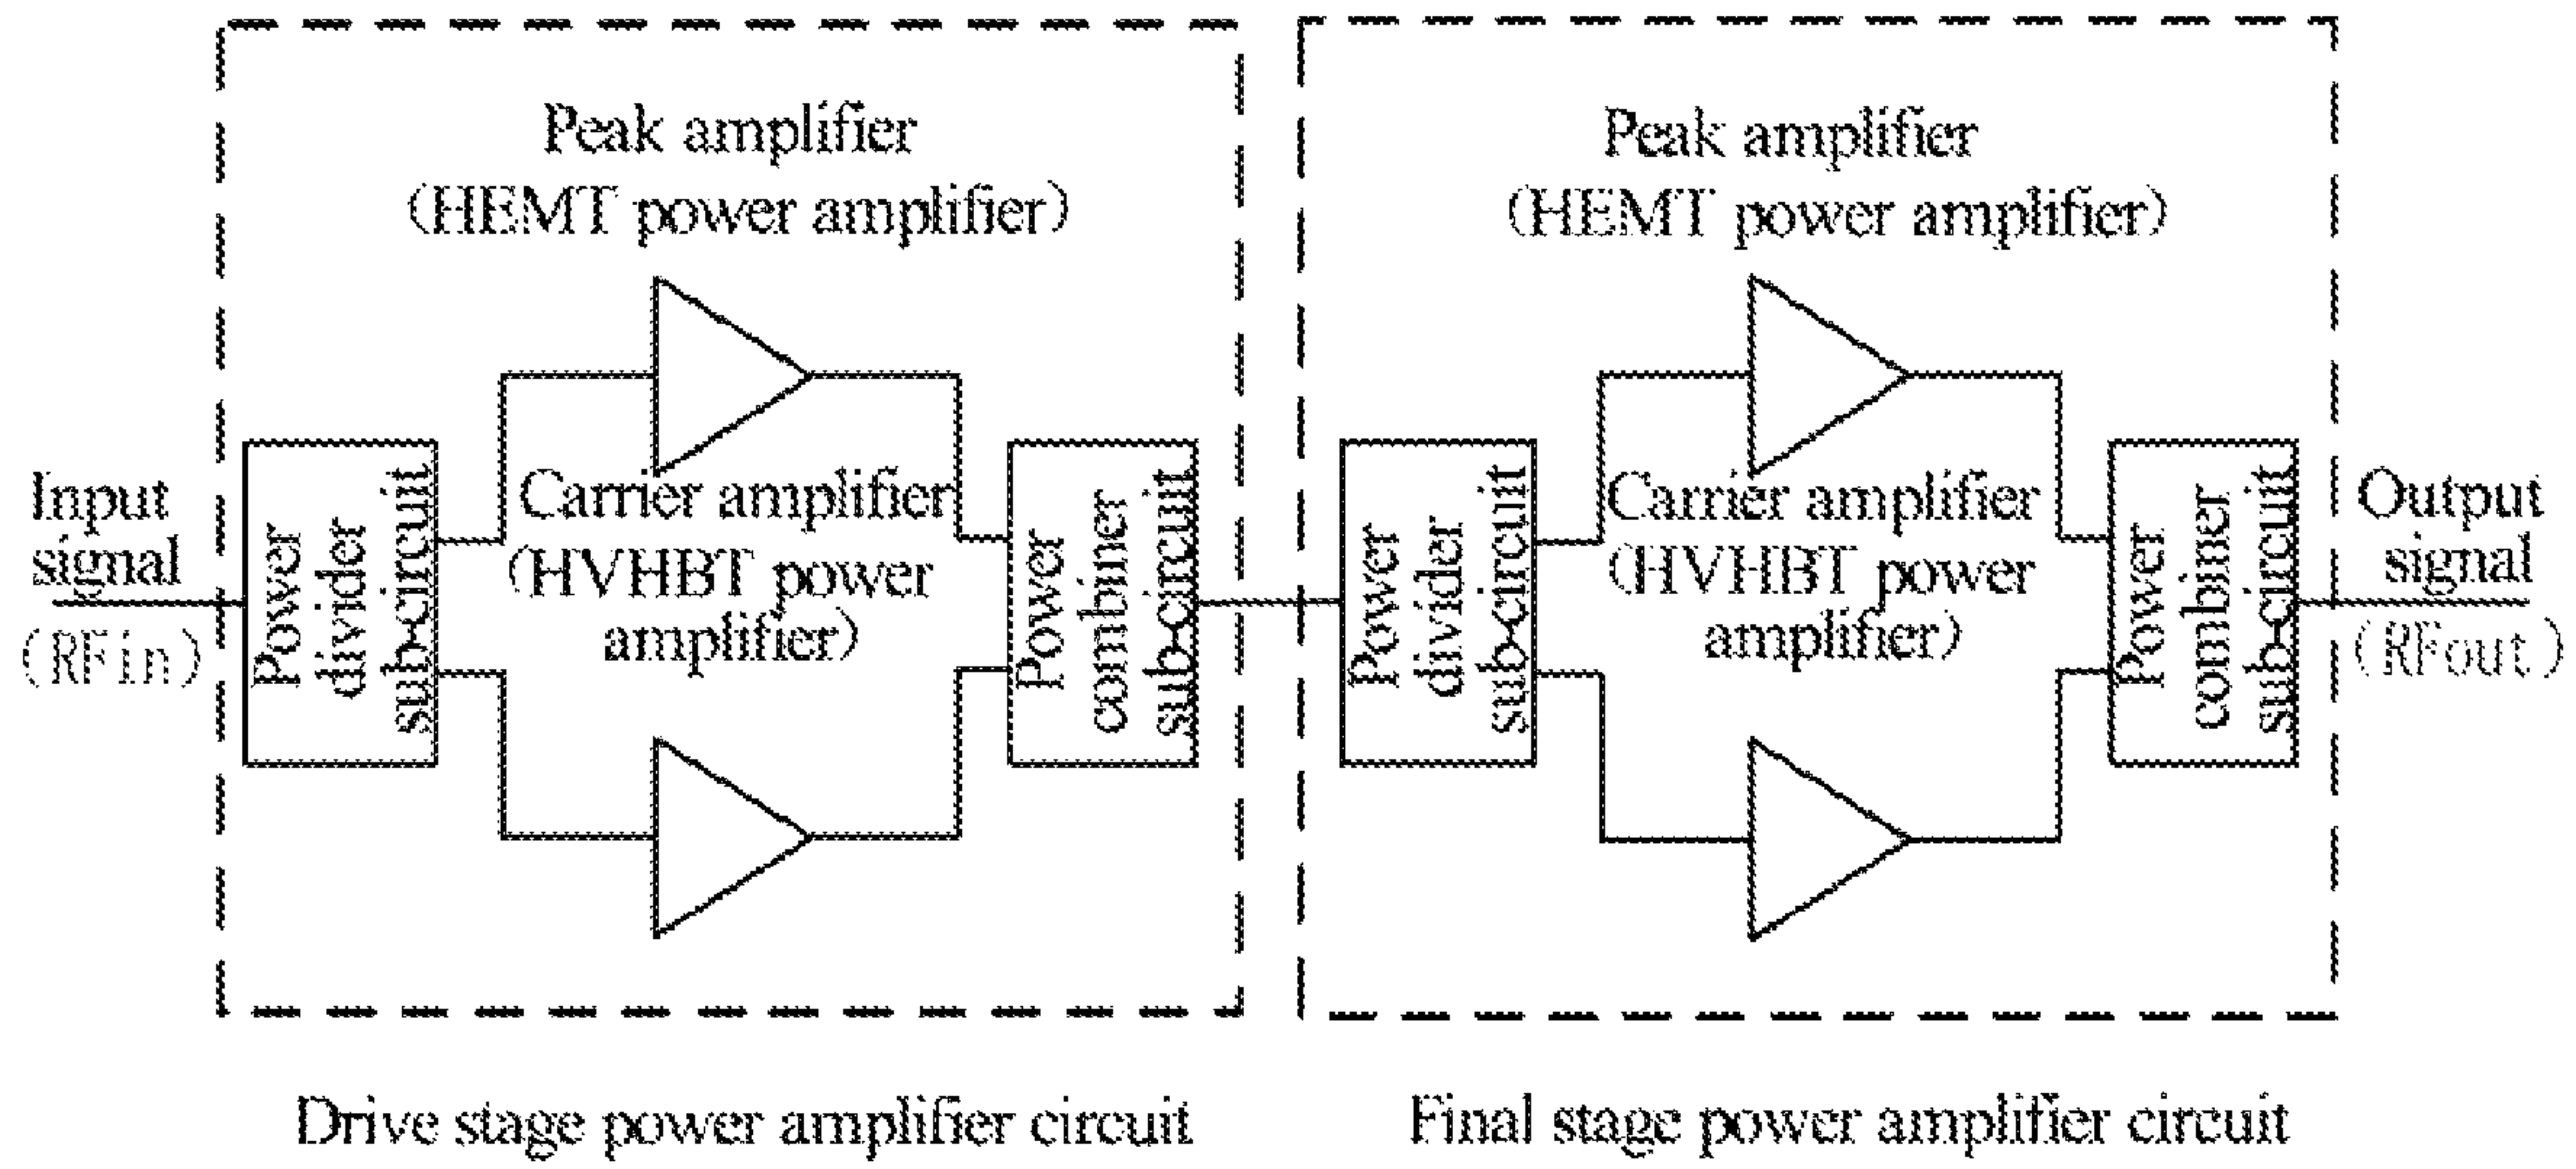 Peak amplifier
(HEMT power amplifier)
Input
signal
(RFin)
Power
divider
sub-circuit
Carrier amplifier
(HVHBT power
amplifier)
Power
combiner
sub-circuit
Peak amplifier
(HEMT power amplifier)
Power
divider
sub-circuit
Carrier amplifier
(HVHBT power
amplifier)
Power
combiner
sub-circuit
Output
signal
(RFout)
Drive stage power amplifier circuit
Final stage power amplifier circuit